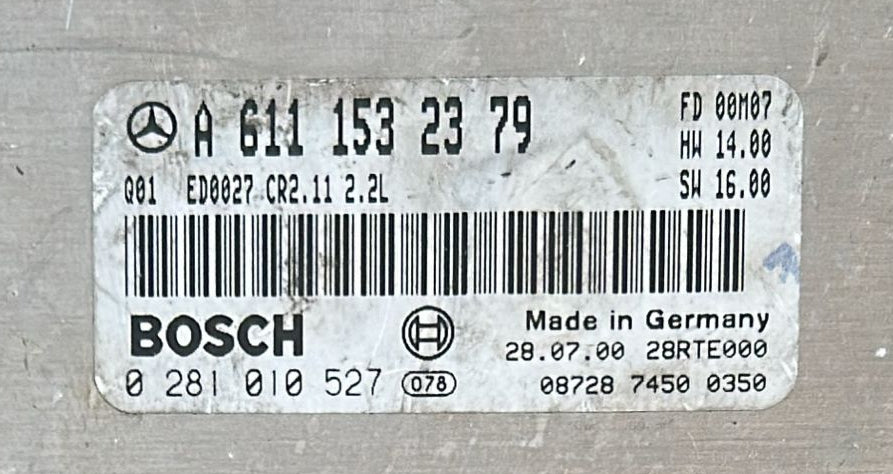 A 611 153 23 79
FD 00M07
HW 14.00
Q01 ED0027 CR2.11 2.2L
SW 16.00
BOSCH
Made in Germany
28.07.00 28RTE000
0 281 010 527 078
08728 7450 0350